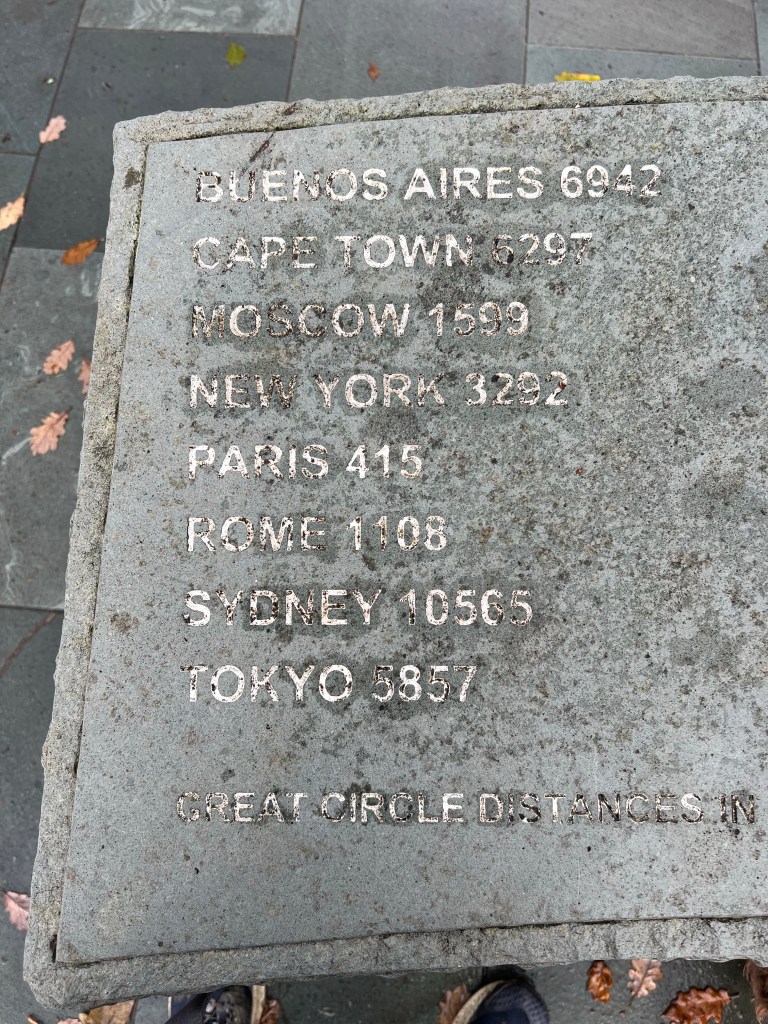 BUENOS AIRES 6942
CAPE TOWN 6297
MOSCOW 1599
NEW YORK 3292
PARIS 415
ROME 1108
SYDNEY 10565
TOKYO 5857
GREAT CIRCLE DISTANCES IN